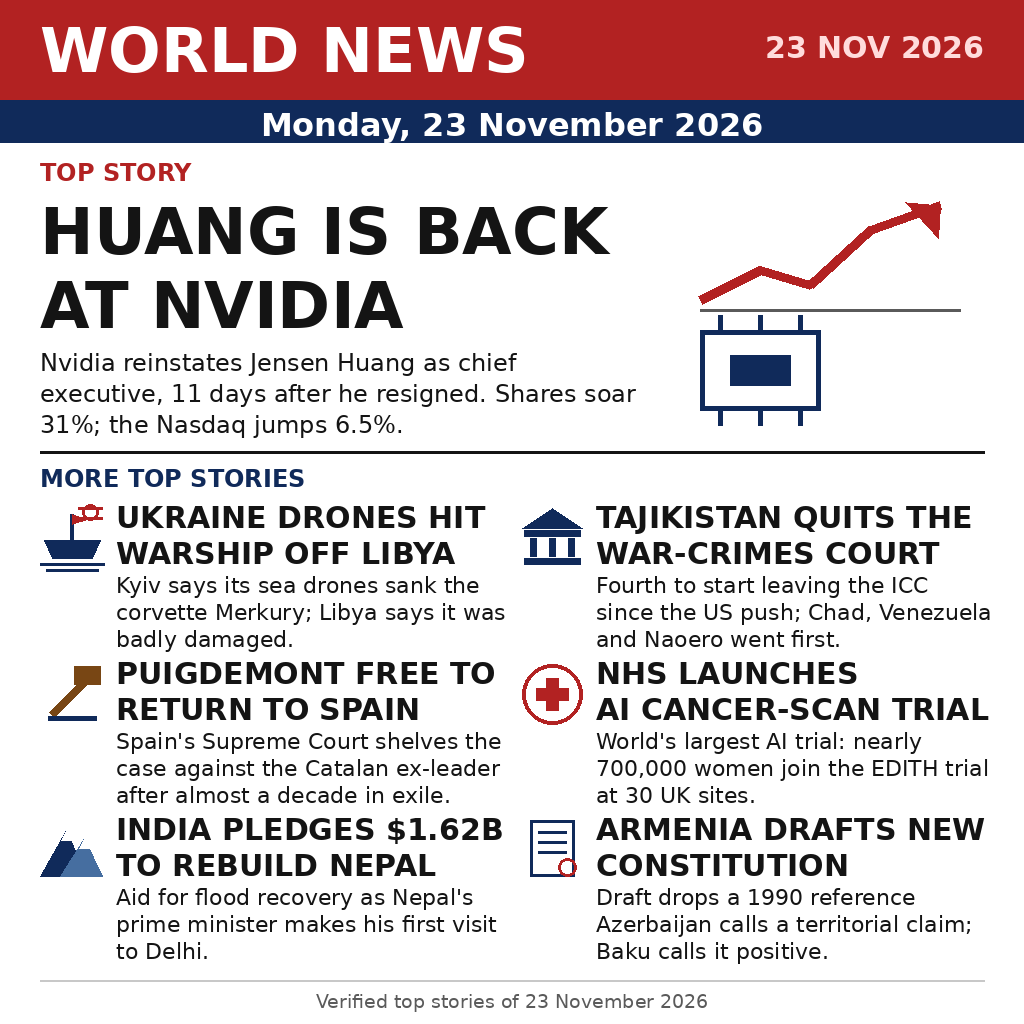 WORLD NEWS
23 NOV 2026
Monday, 23 November 2026
TOP STORY
HUANG IS BACK
AT NVIDIA
Nvidia reinstates Jensen Huang as chief
executive, 11 days after he resigned. Shares soar
31%; the Nasdaq jumps 6.5%.
MORE TOP STORIES
UKRAINE DRONES HIT
WARSHIP OFF LIBYA
Kyiv says its sea drones sank the
corvette Merkury; Libya says it was
badly damaged.
TAJIKISTAN QUITS THE
WAR-CRIMES COURT
Fourth to start leaving the ICC
since the US push; Chad, Venezuela
and Naoero went first.
PUIGDEMONT FREE TO
RETURN TO SPAIN
Spain's Supreme Court shelves the
case against the Catalan ex-leader
after almost a decade in exile.
NHS LAUNCHES
AI CANCER-SCAN TRIAL
World's largest AI trial: nearly
700,000 women join the EDITH trial
at 30 UK sites.
INDIA PLEDGES $1.62B
TO REBUILD NEPAL
Aid for flood recovery as Nepal's
prime minister makes his first visit
to Delhi.
ARMENIA DRAFTS NEW
CONSTITUTION
Draft drops a 1990 reference
Azerbaijan calls a territorial claim;
Baku calls it positive.
Verified top stories of 23 November 2026